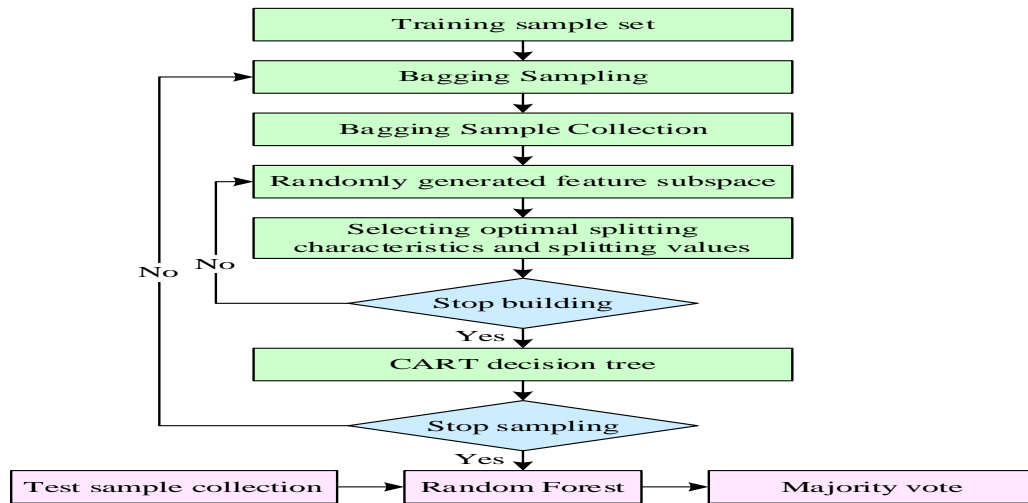 Training sample set
Bagging Sampling
Bagging Sample Collection
Randomly generated feature subspace
Selecting optimal splitting
characteristics and splitting values
No
No
Stop building
Yes
CART decision tree
Stop sampling
Yes
Test sample collection
Random Forest
Majority vote